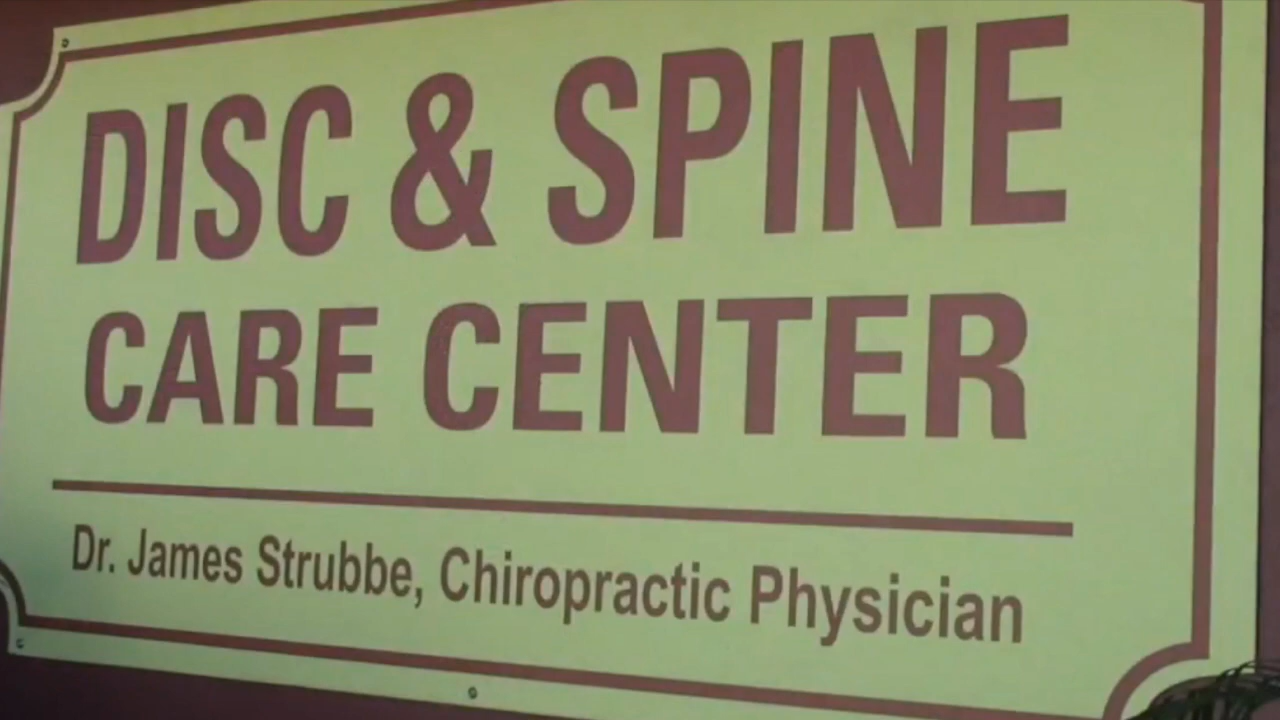 DISC & SPINE
CARE CENTER
Dr. James Strubbe, Chiropractic Physician